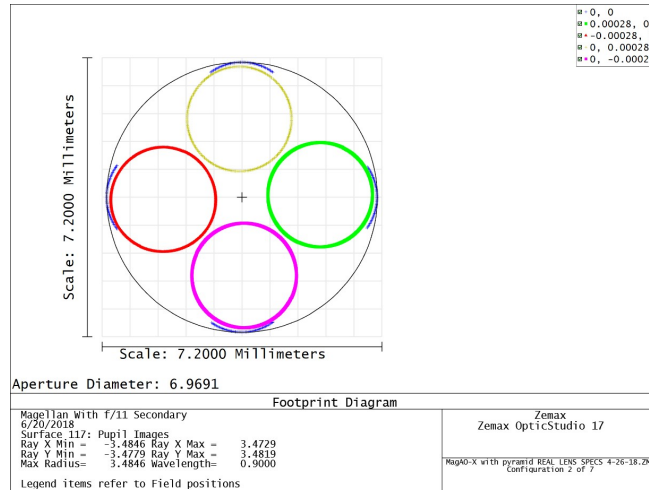 0, 0
0.00028, 0
-0.00028,
0, 0.00028
0, -0.0002
Scale: 7.2000 Millimeters
Scale: 7.2000 Millimeters
Aperture Diameter: 6.9691
Footprint Diagram
Magellan With f/11 Secondary
6/20/2018
Surface 117: Pupil Images
Ray X Min = -3.4846 Ray X Max = 3.4729
Ray Y Min = -3.4779 Ray Y Max = 3.4819
Max Radius= 3.4846 Wavelength= 0.9000
Legend items refer to Field positions
Zemax
Zemax OpticStudio 17
MagAO-X with pyramid REAL LENS SPECS 4-26-18.ZM
Configuration 2 of 7